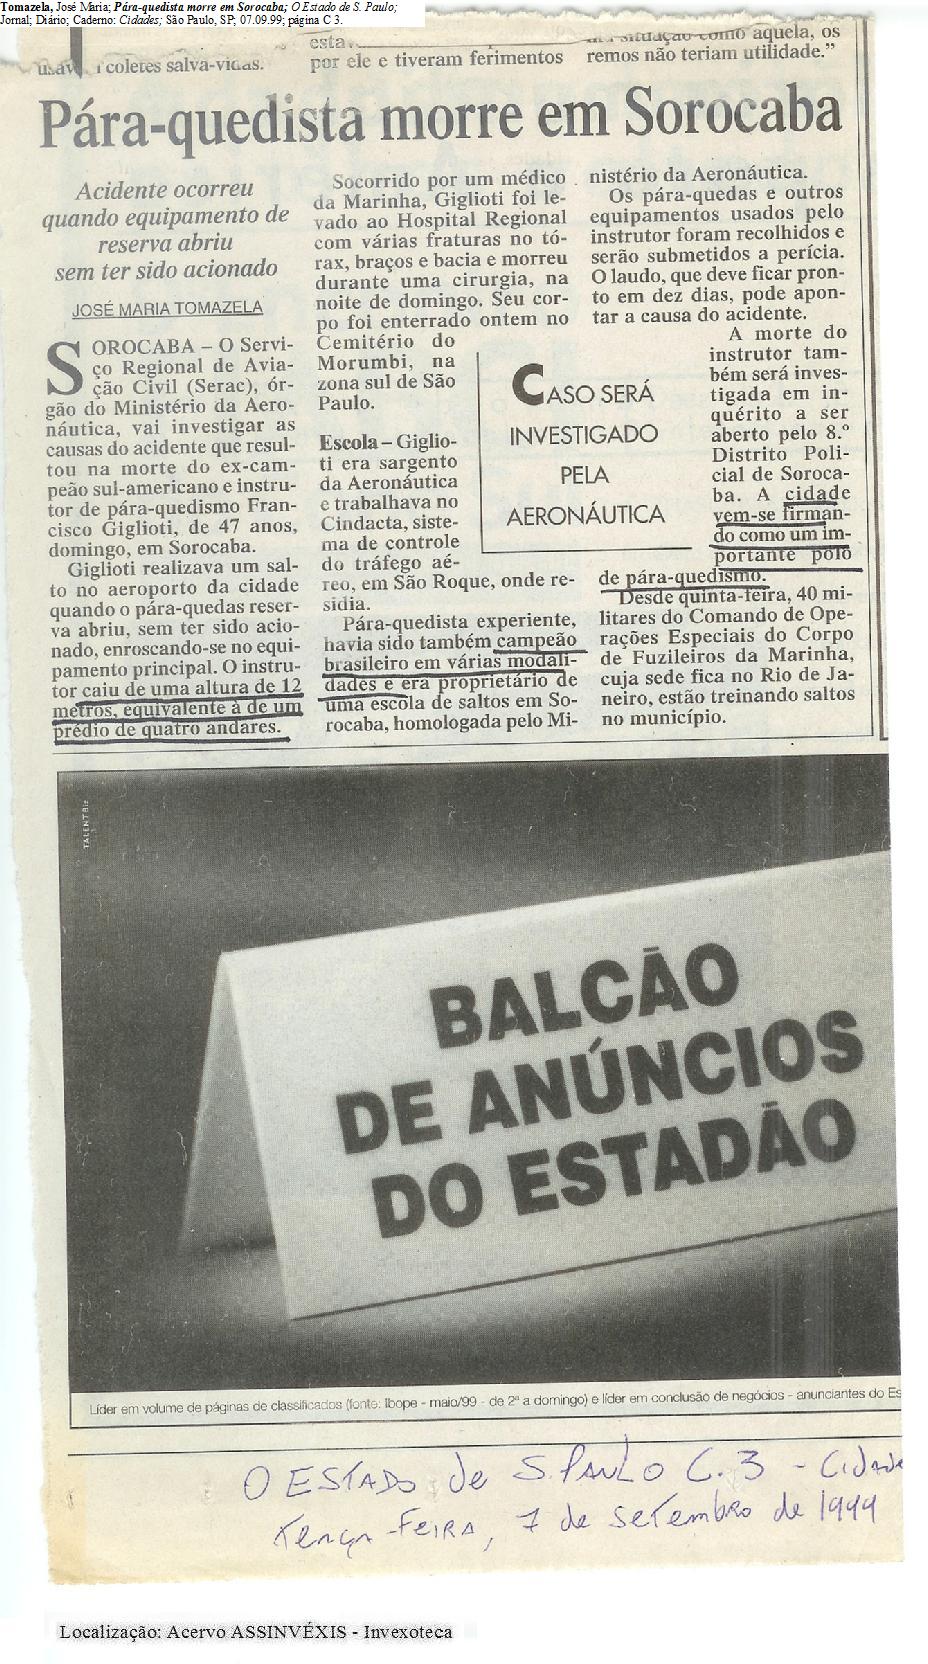 Tomazela, José Maria; Pára-quedista morre em Sorocaba; O Estado de S. Paulo;
Jornal; Diário; Caderno: Cidades; São Paulo, SP; 07.09.99; página C 3.
coletes salva-vidas.
esta
por ele e tiveram ferimentos
situação como aquela, os
remos não teriam utilidade.”
Pára-quedista morre em Sorocaba
Acidente ocorreu
quando equipamento de
reserva abriu
sem ter sido acionado
JOSÉ MARIA TOMAZELA
SOROCABA – O Servi-
ço Regional de Avia-
ção Civil (Serac), ór-
gão do Ministério da Aero-
náutica, vai investigar as
causas do acidente que resul-
tou na morte do ex-cam-
peão sul-americano e instru-
tor de pára-quedismo Fran-
cisco Giglioti, de 47 anos,
domingo, em Sorocaba.
Giglioti realizava um sal-
to no aeroporto da cidade
quando o pára-quedas reser-
va abriu, sem ter sido acio-
nado, enroscando-se no equi-
pamento principal. O instru-
tor caiu de uma altura de 12
metros, equivalente à de um
prédio de quatro andares.
Socorrido por um médico
da Marinha, Giglioti foi le-
vado ao Hospital Regional
com várias fraturas no tó-
rax, braços e bacia e morreu
durante uma cirurgia, na
noite de domingo. Seu cor-
po foi enterrado ontem no
Cemitério do
Morumbi, na
zona sul de São
Paulo.
Escola – Giglio-
ti era sargento
da Aeronáutica
e trabalhava no
Cindacta, siste-
ma de controle
do tráfego aé-
reo, em São Roque, onde re-
sidia.
Pára-quedista experiente,
havia sido também campeão
brasileiro em várias modali-
dades e era proprietário de
uma escola de saltos em So-
rocaba, homologada pelo Mi-
nistério da Aeronáutica.
Os pára-quedas e outros
equipamentos usados pelo
instrutor foram recolhidos e
serão submetidos a perícia.
O laudo, que deve ficar pron-
to em dez dias, pode apon-
tar a causa do acidente.
A morte do
instrutor tam-
bém será inves-
tigada em in-
quérito a ser
aberto pelo 8.º
Distrito Poli-
cial de Soroca-
ba. A cidade
vem-se firman-
do como um im-
portante polo
de pára-quedismo.
Desde quinta-feira, 40 mi-
litares do Comando de Ope-
rações Especiais do Corpo
de Fuzileiros da Marinha,
cuja sede fica no Rio de Ja-
neiro, estão treinando saltos
no município.
CASO SERÁ
INVESTIGADO
PELA
AERONÁUTICA
TALENT BIZ
BALCÃO
DE ANÚNCIOS
DO ESTADÃO
Líder em volume de páginas de classificados (fonte: Ibope - maio/99 - de 2ª a domingo) e líder em conclusão de negócios - anunciantes do Es
O ESTADO de S. PAULO C.3 - Cidade
Terça-Feira, 7 de setembro de 1999
Localização: Acervo ASSINVÉXIS - Invexoteca